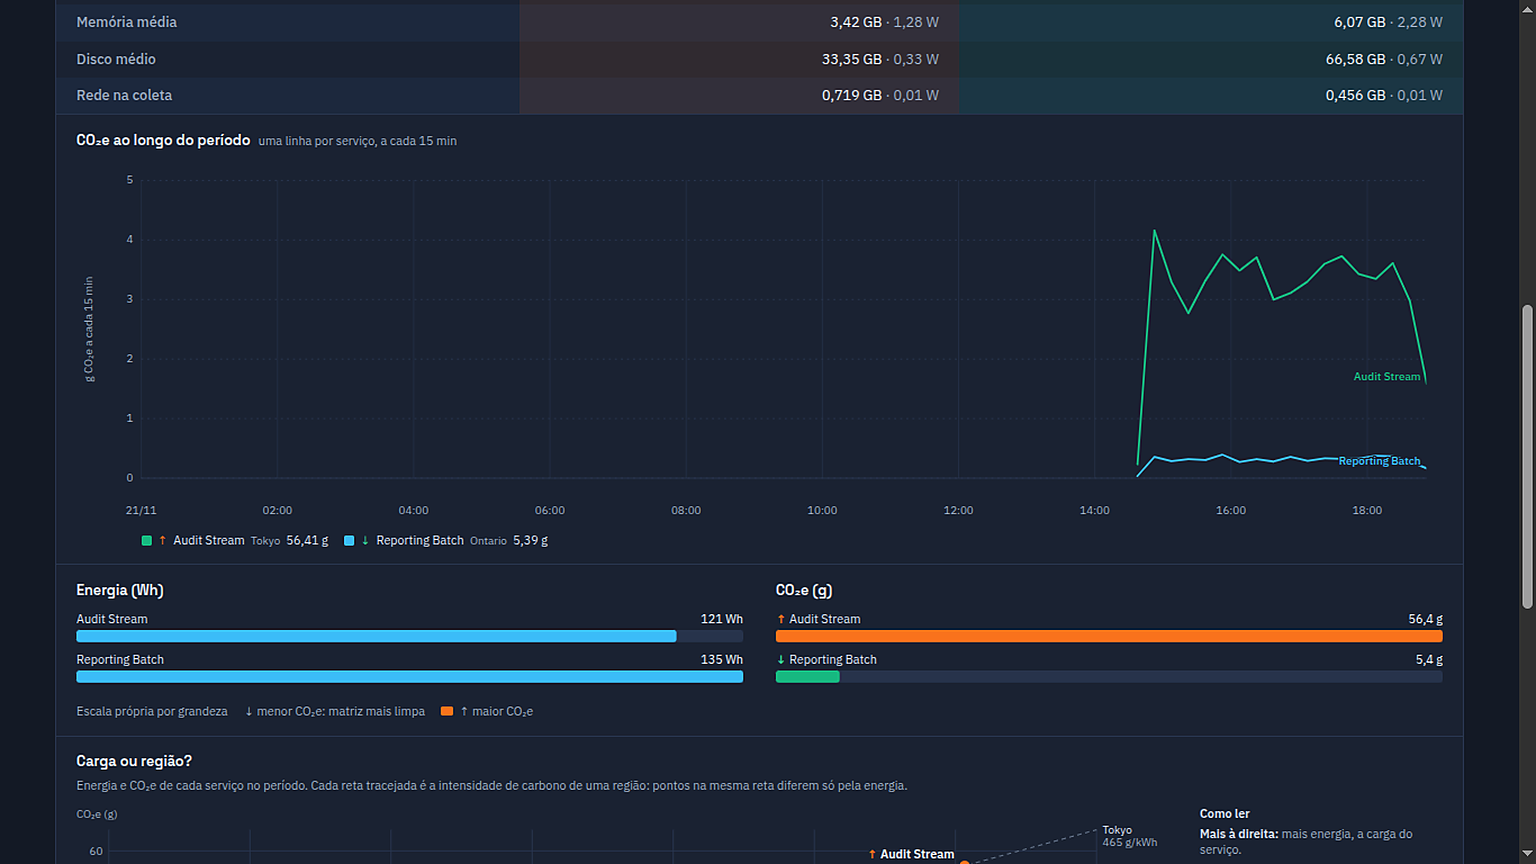 Memória média 3,42 GB · 1,28 W 6,07 GB · 2,28 W
Disco médio 33,35 GB · 0,33 W 66,58 GB · 0,67 W
Rede na coleta 0,719 GB · 0,01 W 0,456 GB · 0,01 W
CO₂e ao longo do período uma linha por serviço, a cada 15 min
g CO₂e a cada 15 min
5
4
3
2
1
0
Audit Stream
Reporting Batch
21/11 02:00 04:00 06:00 08:00 10:00 12:00 14:00 16:00 18:00
↑ Audit Stream Tokyo 56,41 g ↓ Reporting Batch Ontario 5,39 g
Energia (Wh)
Audit Stream 121 Wh
Reporting Batch 135 Wh
CO₂e (g)
↑ Audit Stream 56,4 g
↓ Reporting Batch 5,4 g
Escala própria por grandeza ↓ menor CO₂e: matriz mais limpa ↑ maior CO₂e
Carga ou região?
Energia e CO₂e de cada serviço no período. Cada reta tracejada é a intensidade de carbono de uma região: pontos na mesma reta diferem só pela energia.
CO₂e (g)
60
↑ Audit Stream
Tokyo
465 g/kWh
Como ler
Mais à direita: mais energia, a carga do
serviço.